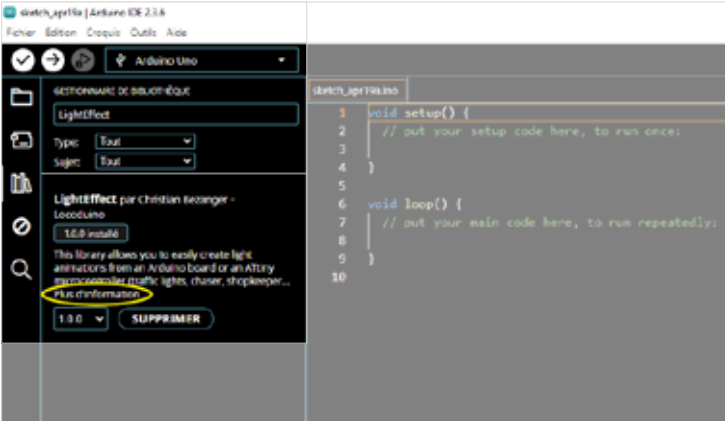 sketch_apr19a | Arduino IDE 2.3.6
Fichier Edition Croquis Outils Aide
Arduino Uno
GESTIONNAIRE DE BIBLIOTHÈQUE
LightEffect
Type: Tout
Sujet: Tout
LightEffect par Christian Bezanger -
Locoduino
1.0.0 installé
This library allows you to easily create light
animations from an Arduino board or an ATtiny
microcontroller (traffic lights, chaser, shopkeeper...
Plus d'information
1.0.0 SUPPRIMER
sketch_apr19a.ino
1 void setup() {
2 // put your setup code here, to run once:
3
4 }
5
6 void loop() {
7 // put your main code here, to run repeatedly:
8
9 }
10